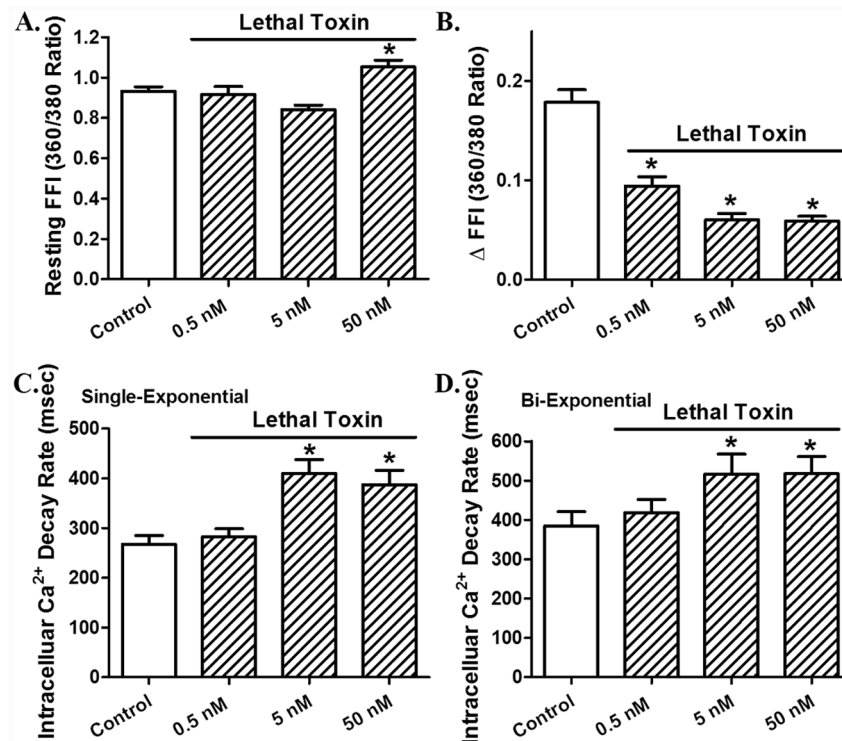 A.
Lethal Toxin
Resting FFI (360/380 Ratio)
1.2
1.0
0.8
0.6
0.4
0.2
0.0
*
Control
0.5 nM
5 nM
50 nM
B.
Lethal Toxin
Δ FFI (360/380 Ratio)
0.2
0.1
0.0
*
*
*
Control
0.5 nM
5 nM
50 nM
C.
Single-Exponential
Lethal Toxin
Intracelluar Ca²⁺ Decay Rate (msec)
500
400
300
200
100
0
*
*
Control
0.5 nM
5 nM
50 nM
D.
Bi-Exponential
Lethal Toxin
Intracelluar Ca²⁺ Decay Rate (msec)
600
500
400
300
200
100
0
*
*
Control
0.5 nM
5 nM
50 nM